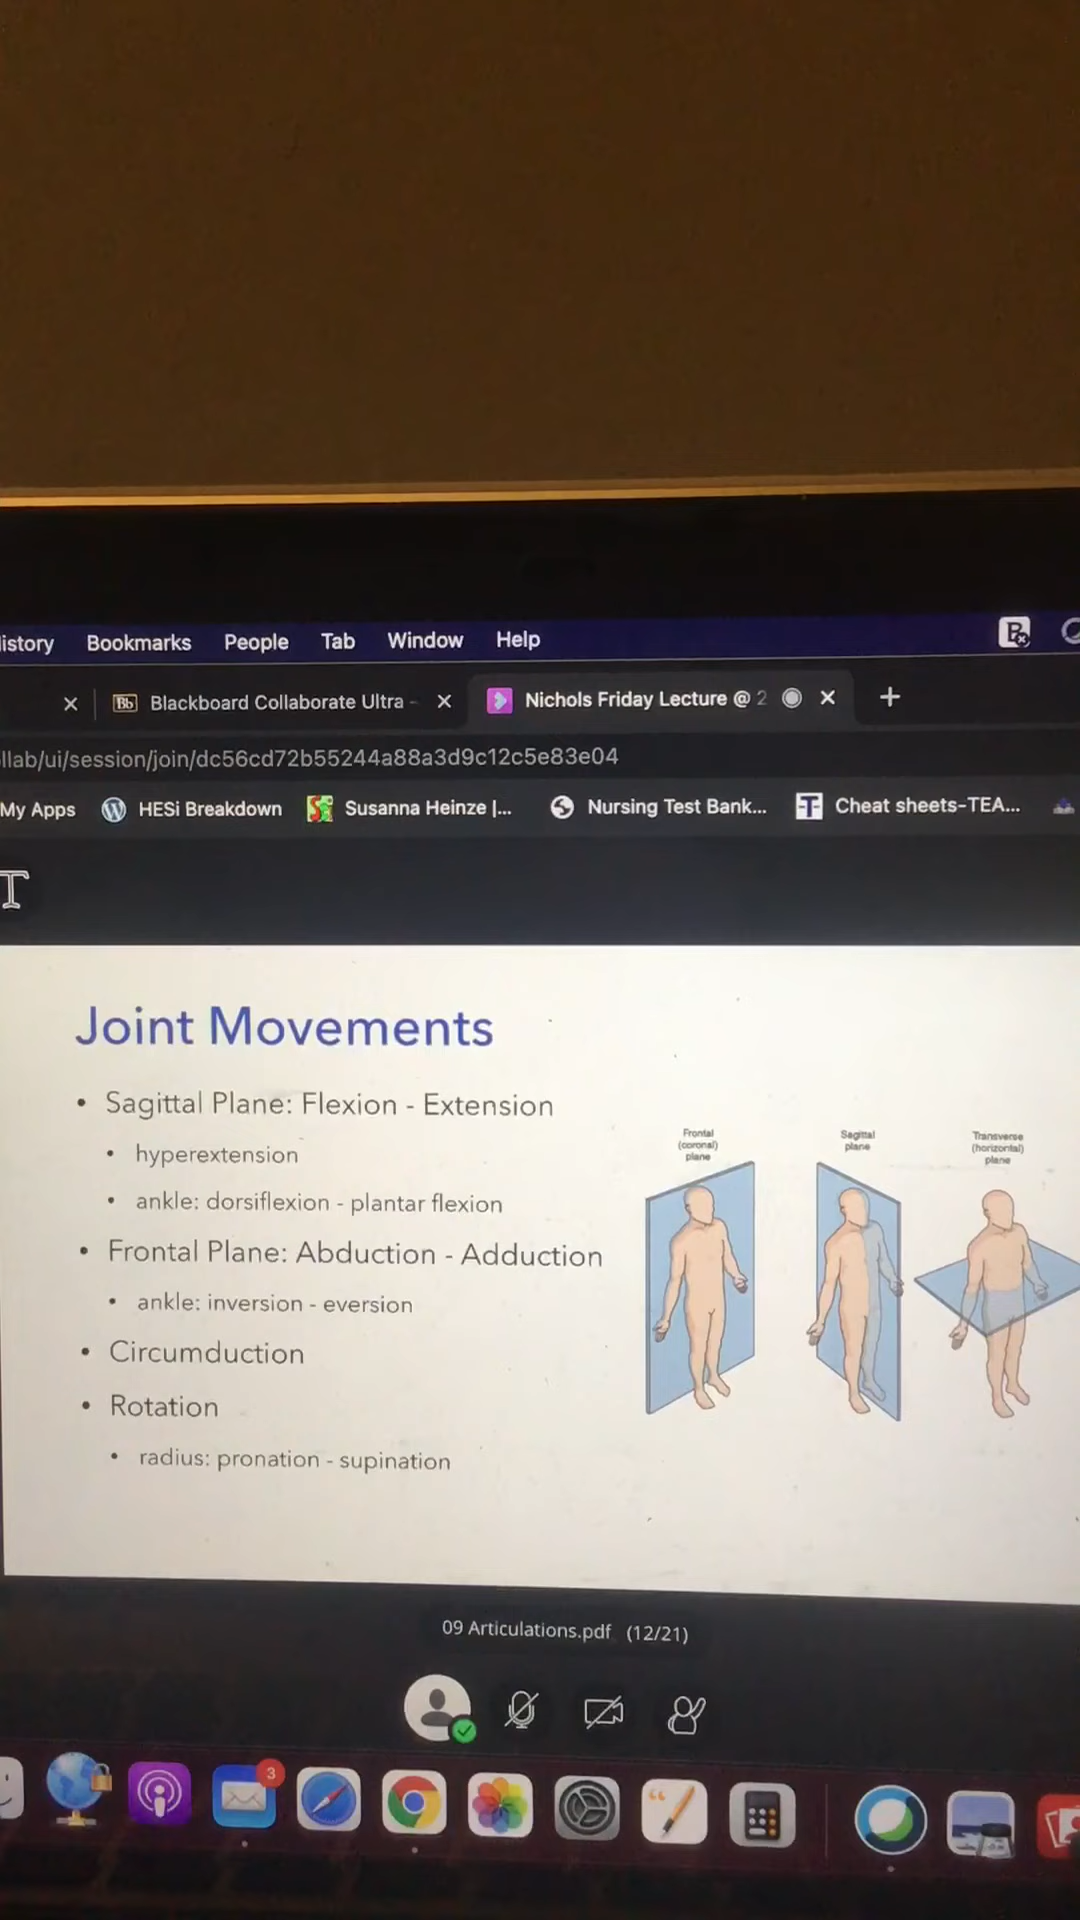 Bookmarks People Tab Window Help
Blackboard Collaborate Ultra -
Nichols Friday Lecture @ 2
llab/ui/session/join/dc56cd72b55244a88a3d9c12c5e83e04
My Apps
HESi Breakdown
Susanna Heinze |...
Nursing Test Bank...
Cheat sheets-TEA...
Joint Movements
• Sagittal Plane: Flexion - Extension
• hyperextension
• ankle: dorsiflexion - plantar flexion
• Frontal Plane: Abduction - Adduction
• ankle: inversion - eversion
• Circumduction
• Rotation
• radius: pronation - supination
Frontal
(coronal)
plane
Sagittal
plane
Transverse
(horizontal)
plane
09 Articulations.pdf (12/21)
3